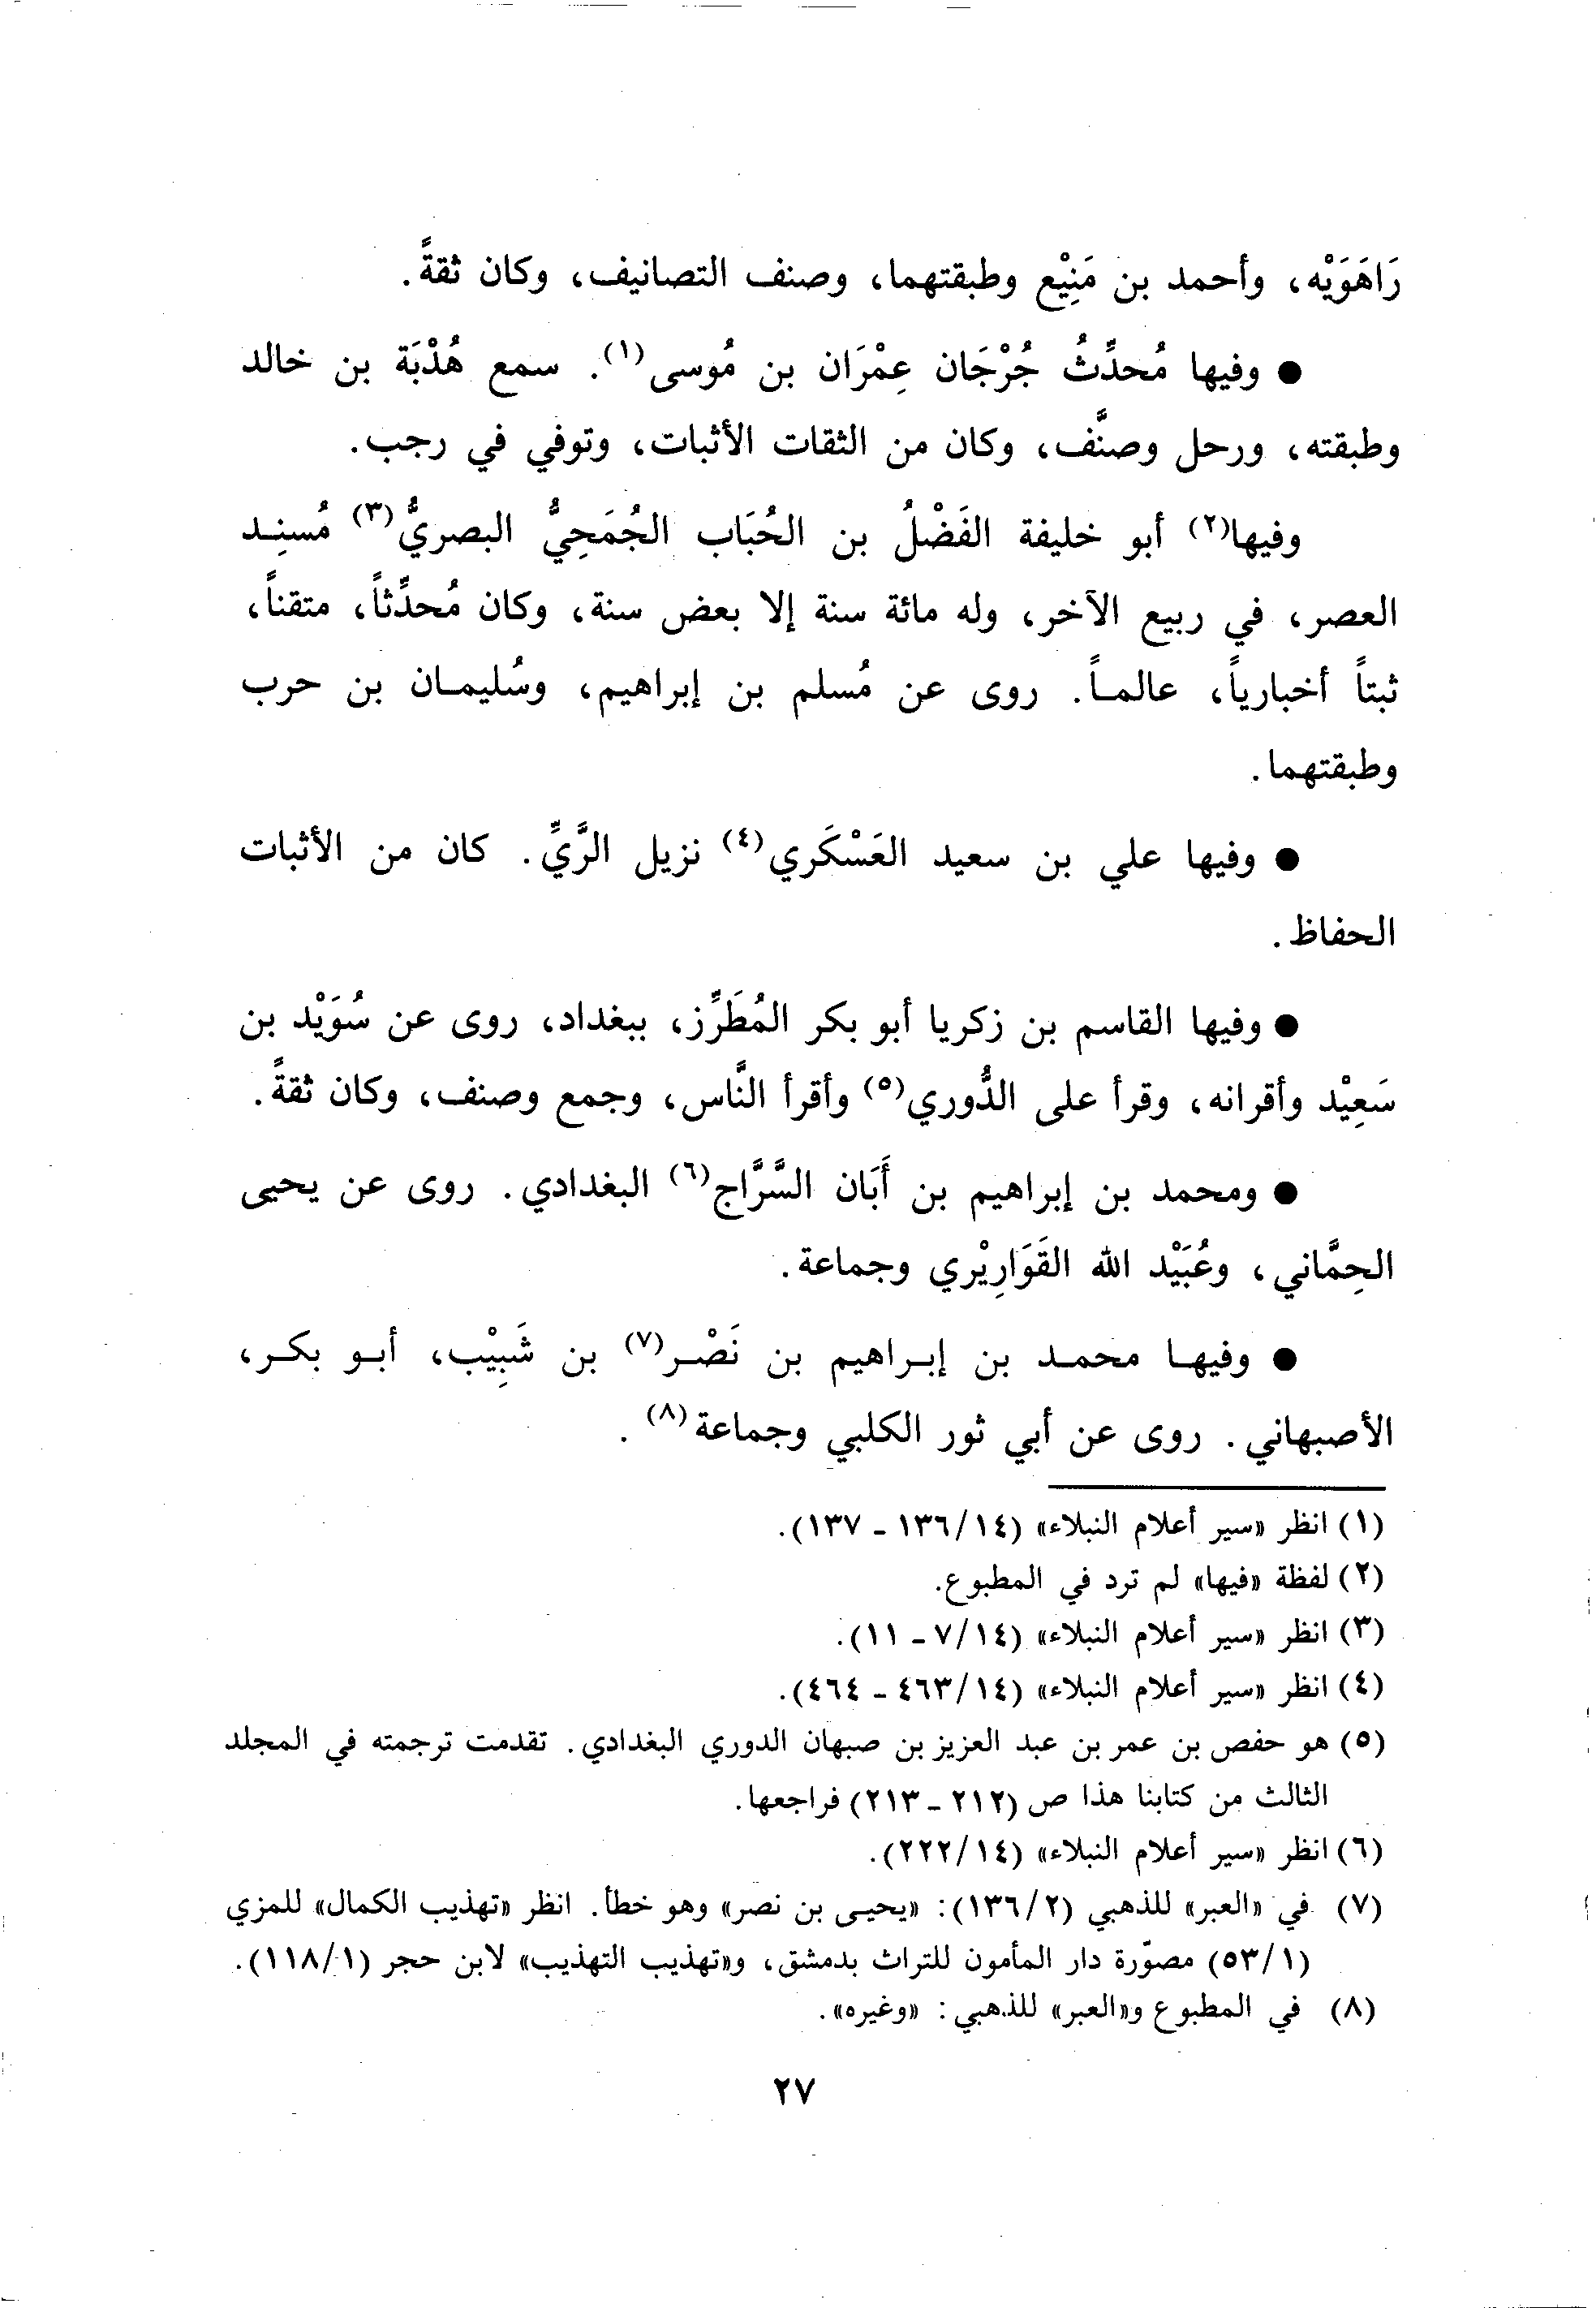 رَاهَوَيْه، وأحمد بن مَنِيْع وطبقتهما، وصنف التصانيف، وكان ثقةً.
● وفيها مُحدِّثُ جُرْجَان عِمْرَان بن مُوسى(١). سمع هُدْبَة بن خالد
وطبقته، ورحل وصنَّف، وكان من الثقات الأثبات، وتوفي في رجب.
وفيها(٢) أبو خليفة الفَضْلُ بن الحُبَاب الجُمَحِيُّ البصريُّ(٣) مُسنِد
العصر، في ربيع الآخر، وله مائة سنة إلا بعض سنة، وكان مُحدِّثاً، متقناً،
ثبتاً أخبارياً، عالماً. روى عن مُسلم بن إبراهيم، وسُليمان بن حرب
وطبقتهما.
● وفيها علي بن سعيد العَسْكَري(٤) نزيل الرَّيِّ. كان من الأثبات
الحفاظ.
● وفيها القاسم بن زكريا أبو بكر المُطَرِّز، ببغداد، روى عن سُوَيْد بن
سَعِيْد وأقرانه، وقرأ على الدُّوري(٥) وأقرأ النَّاس، وجمع وصنف، وكان ثقةً.
● ومحمد بن إبراهيم بن أَبَان السَّرَّاج(٦) البغدادي. روى عن يحيى
الحِمَّاني، وعُبَيْد الله القَوَارِيْري وجماعة.
● وفيها محمد بن إبراهيم بن نَصْر(٧) بن شَبِيْب، أبو بكر،
الأصبهاني. روى عن أبي ثور الكلبي وجماعة(٨).
(١) انظر «سير أعلام النبلاء» (١٤/ ١٣٦ - ١٣٧).
(٢) لفظة «فيها» لم ترد في المطبوع.
(٣) انظر «سير أعلام النبلاء» (١٤/ ٧ - ١١).
(٤) انظر «سير أعلام النبلاء» (١٤/ ٤٦٣ - ٤٦٤).
(٥) هو حفص بن عمر بن عبد العزيز بن صبهان الدوري البغدادي. تقدمت ترجمته في المجلد
الثالث من كتابنا هذا ص (٢١٢ - ٢١٣) فراجعها.
(٦) انظر «سير أعلام النبلاء» (١٤/ ٢٢٢).
(٧) في «العبر» للذهبي (٢/ ١٣٦): «يحيى بن نصر» وهو خطأ. انظر «تهذيب الكمال» للمزي
(١/ ٥٣) مصوّرة دار المأمون للتراث بدمشق، و«تهذيب التهذيب» لابن حجر (١/ ١١٨).
(٨) في المطبوع و«العبر» للذهبي: «وغيره».
٢٧